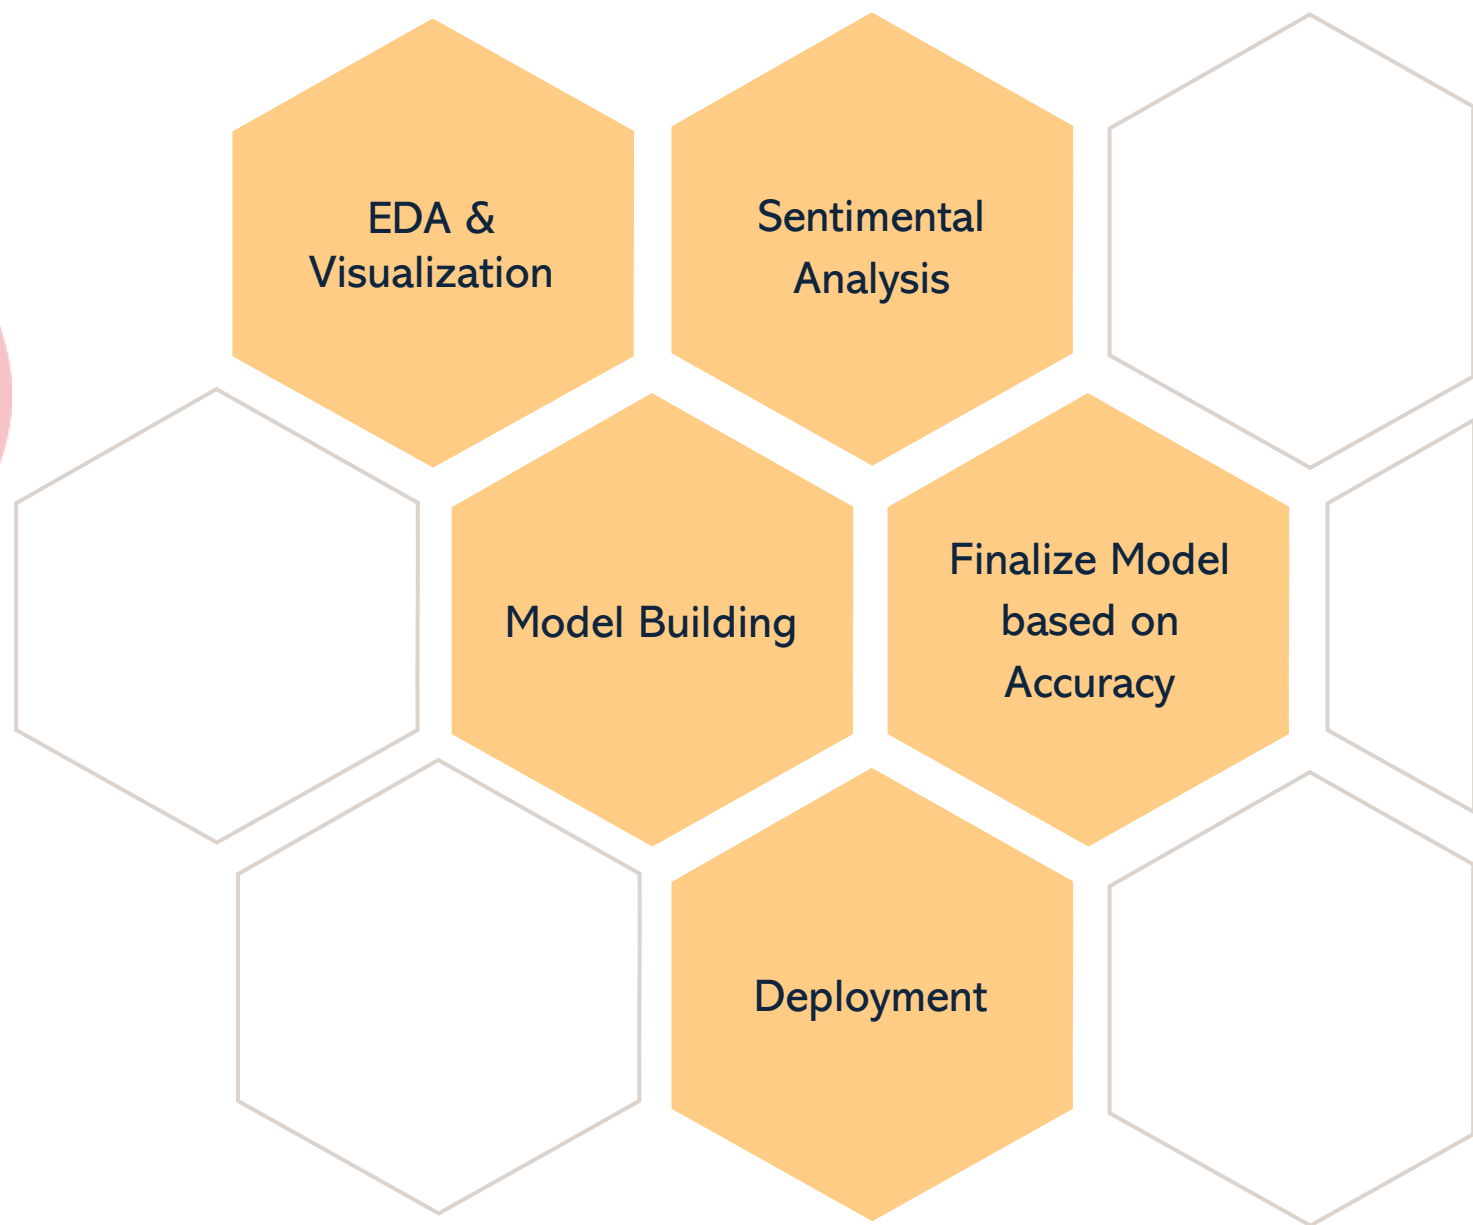 EDA &
Visualization
Sentimental
Analysis
Model Building
Finalize Model
based on
Accuracy
Deployment